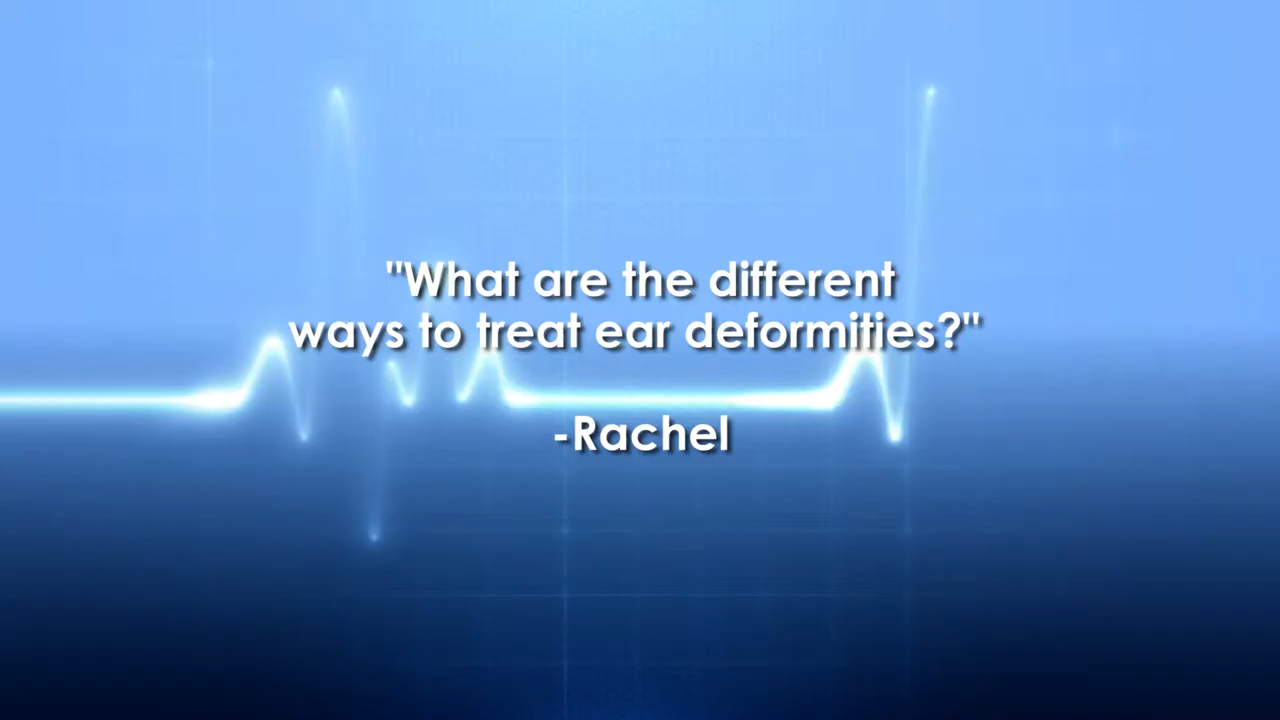 "What are the different
ways to treat ear deformities?"
-Rachel